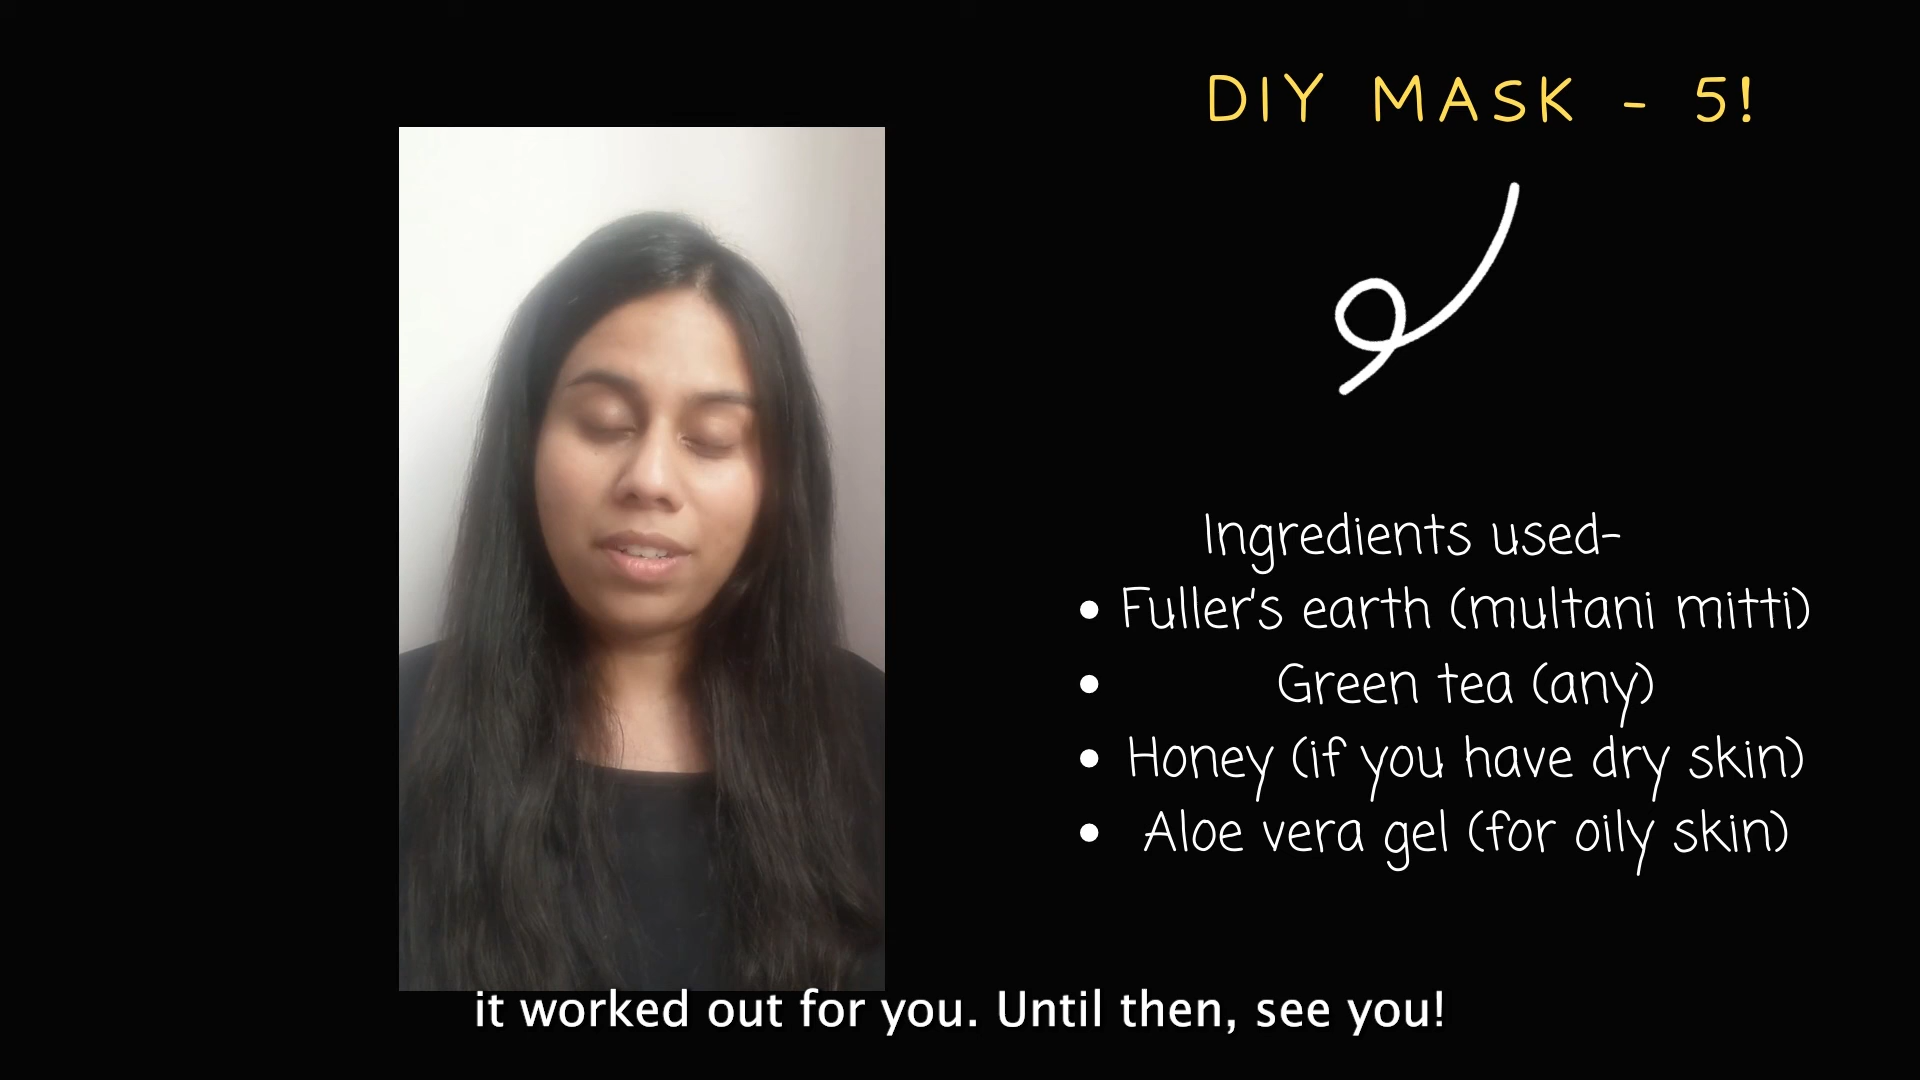 DIY MASK - 5!
Ingredients used-
• Fuller's earth (multani mitti)
• Green tea (any)
• Honey (if you have dry skin)
• Aloe vera gel (for oily skin)
it worked out for you. Until then, see you!